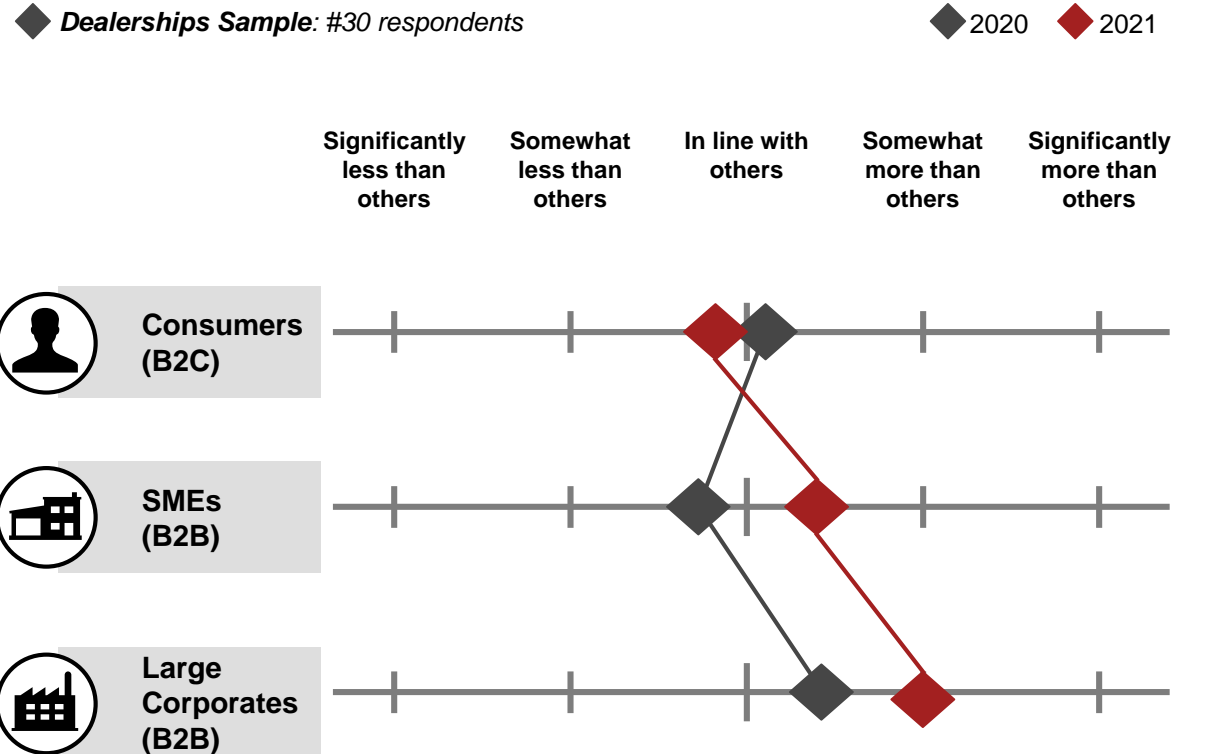 Dealerships Sample: #30 respondents
2020 2021
Significantly less than others
Somewhat less than others
In line with others
Somewhat more than others
Significantly more than others
Consumers
(B2C)
SMEs
(B2B)
Large
Corporates
(B2B)